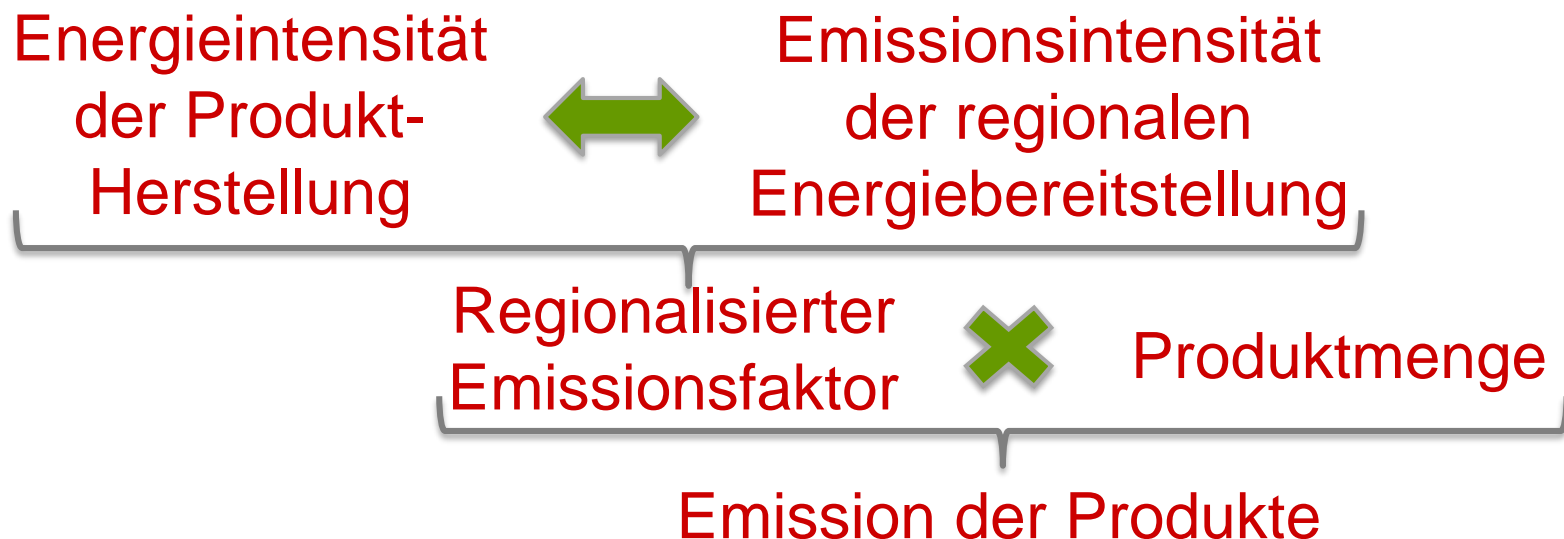 Energieintensität
der Produkt-
Herstellung
Emissionsintensität
der regionalen
Energiebereitstellung
Regionalisierter
Emissionsfaktor
Produktmenge
Emission der Produkte